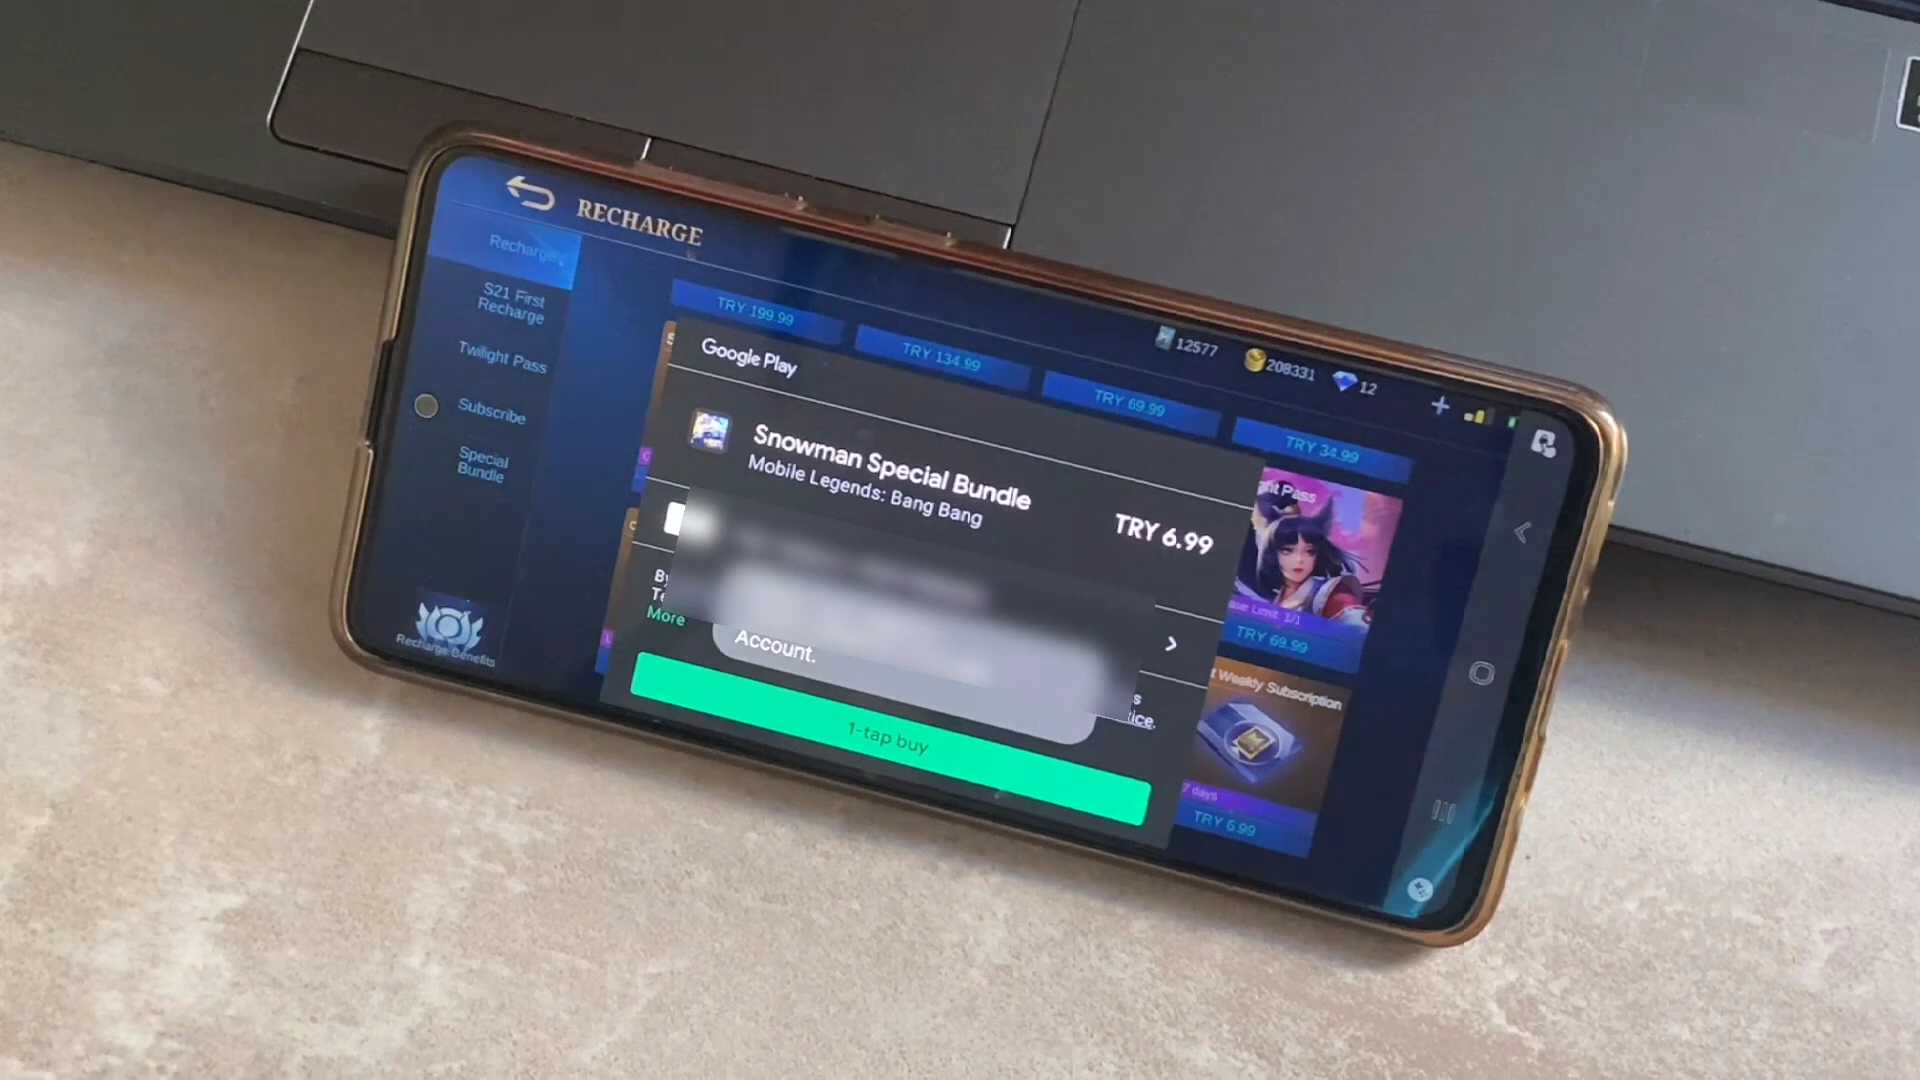 RECHARGE
Recharge
S21 First
Recharge
Twilight Pass
Subscribe
Special
Bundle
Recharge Benefits
12577
208331
12
TRY 199.99
TRY 134.99
TRY 69.99
TRY 34.99
Google Play
Snowman Special Bundle
Mobile Legends: Bang Bang
TRY 6.99
More
Account.
1-tap buy
TRY 69.99
Weekly Subscription
7 days
TRY 6.99